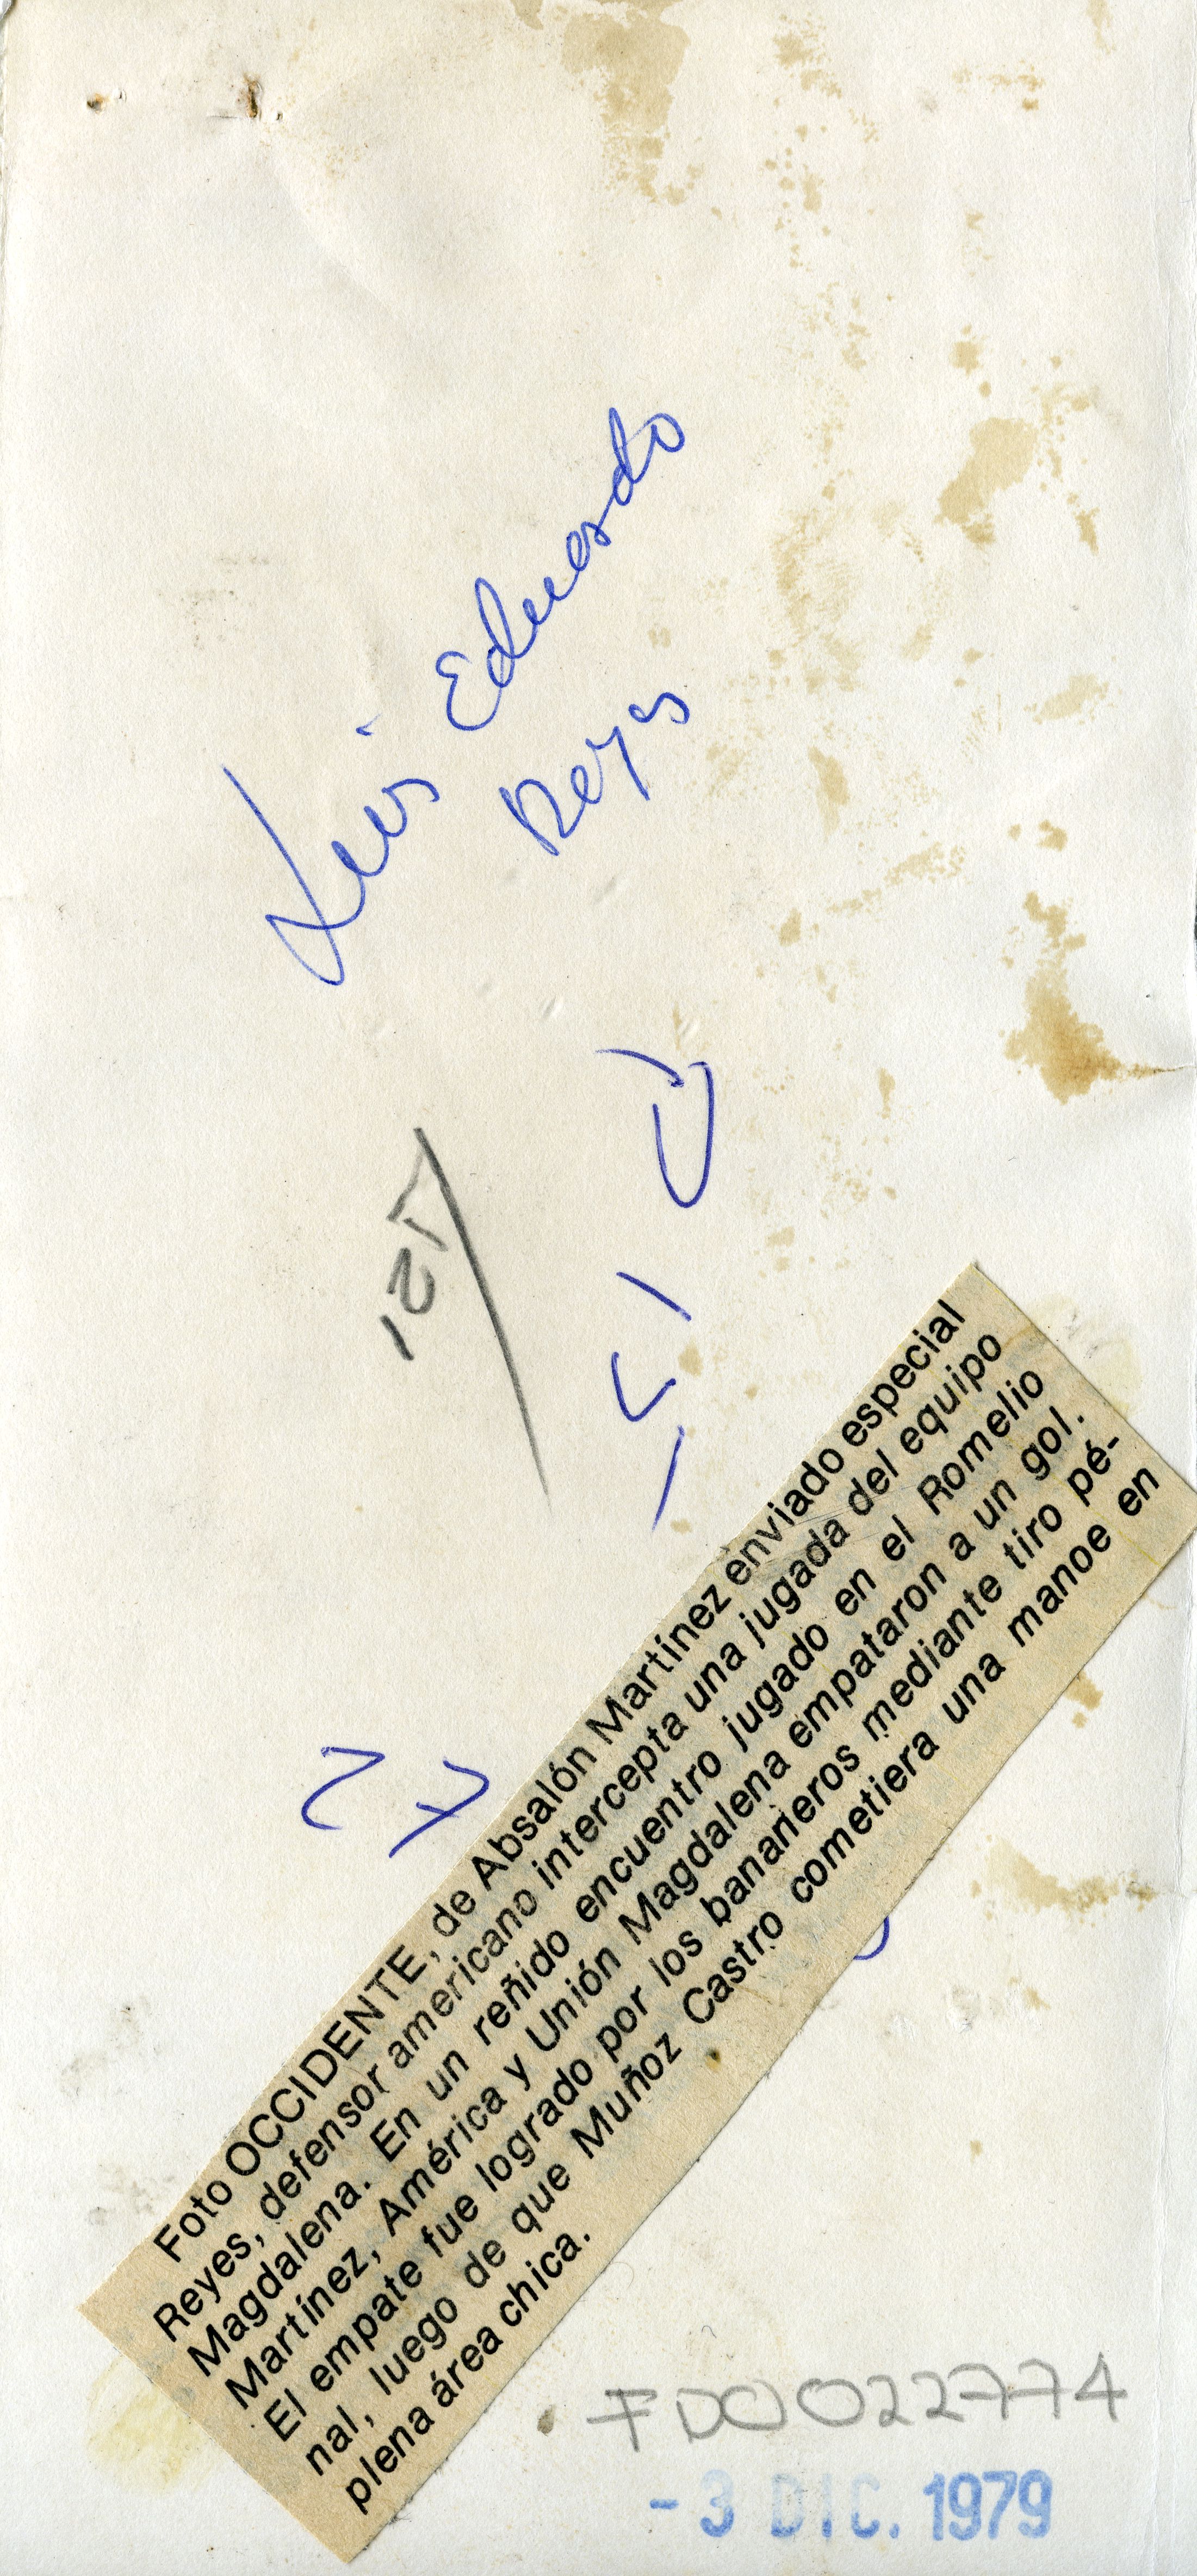 Luis Eduardo
Reyes
Foto OCCIDENTE, de Absalón Martínez enviado especial
Reyes, defensor americano intercepta una jugada del equipo
Magdalena. En un reñido encuentro jugado en el Romelio
Martínez, América y Unión Magdalena empataron a un gol.
El empate fue logrado por los bananeros mediante tiro pé-
nal, luego de que Muñoz Castro cometiera una manoe en
plena área chica.
FD0022774
-3 DIC. 1979